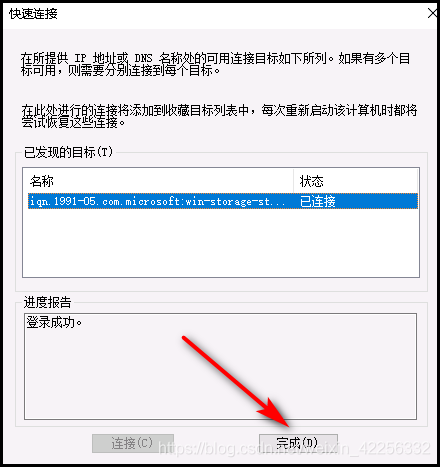 快速连接
在所提供 IP 地址或 DNS 名称处的可用连接目标如下所列。如果有多个目
标可用，则需要分别连接到每个目标。
在此处进行的连接将添加到收藏目标列表中，每次重新启动该计算机时都将
尝试恢复这些连接。
已发现的目标(T)
名称 状态
iqn.1991-05.com.microsoft:win-storage-st... 已连接
进度报告
登录成功。
连接(C) 完成(D)
https://blog.csdn.net/weixin_42256332